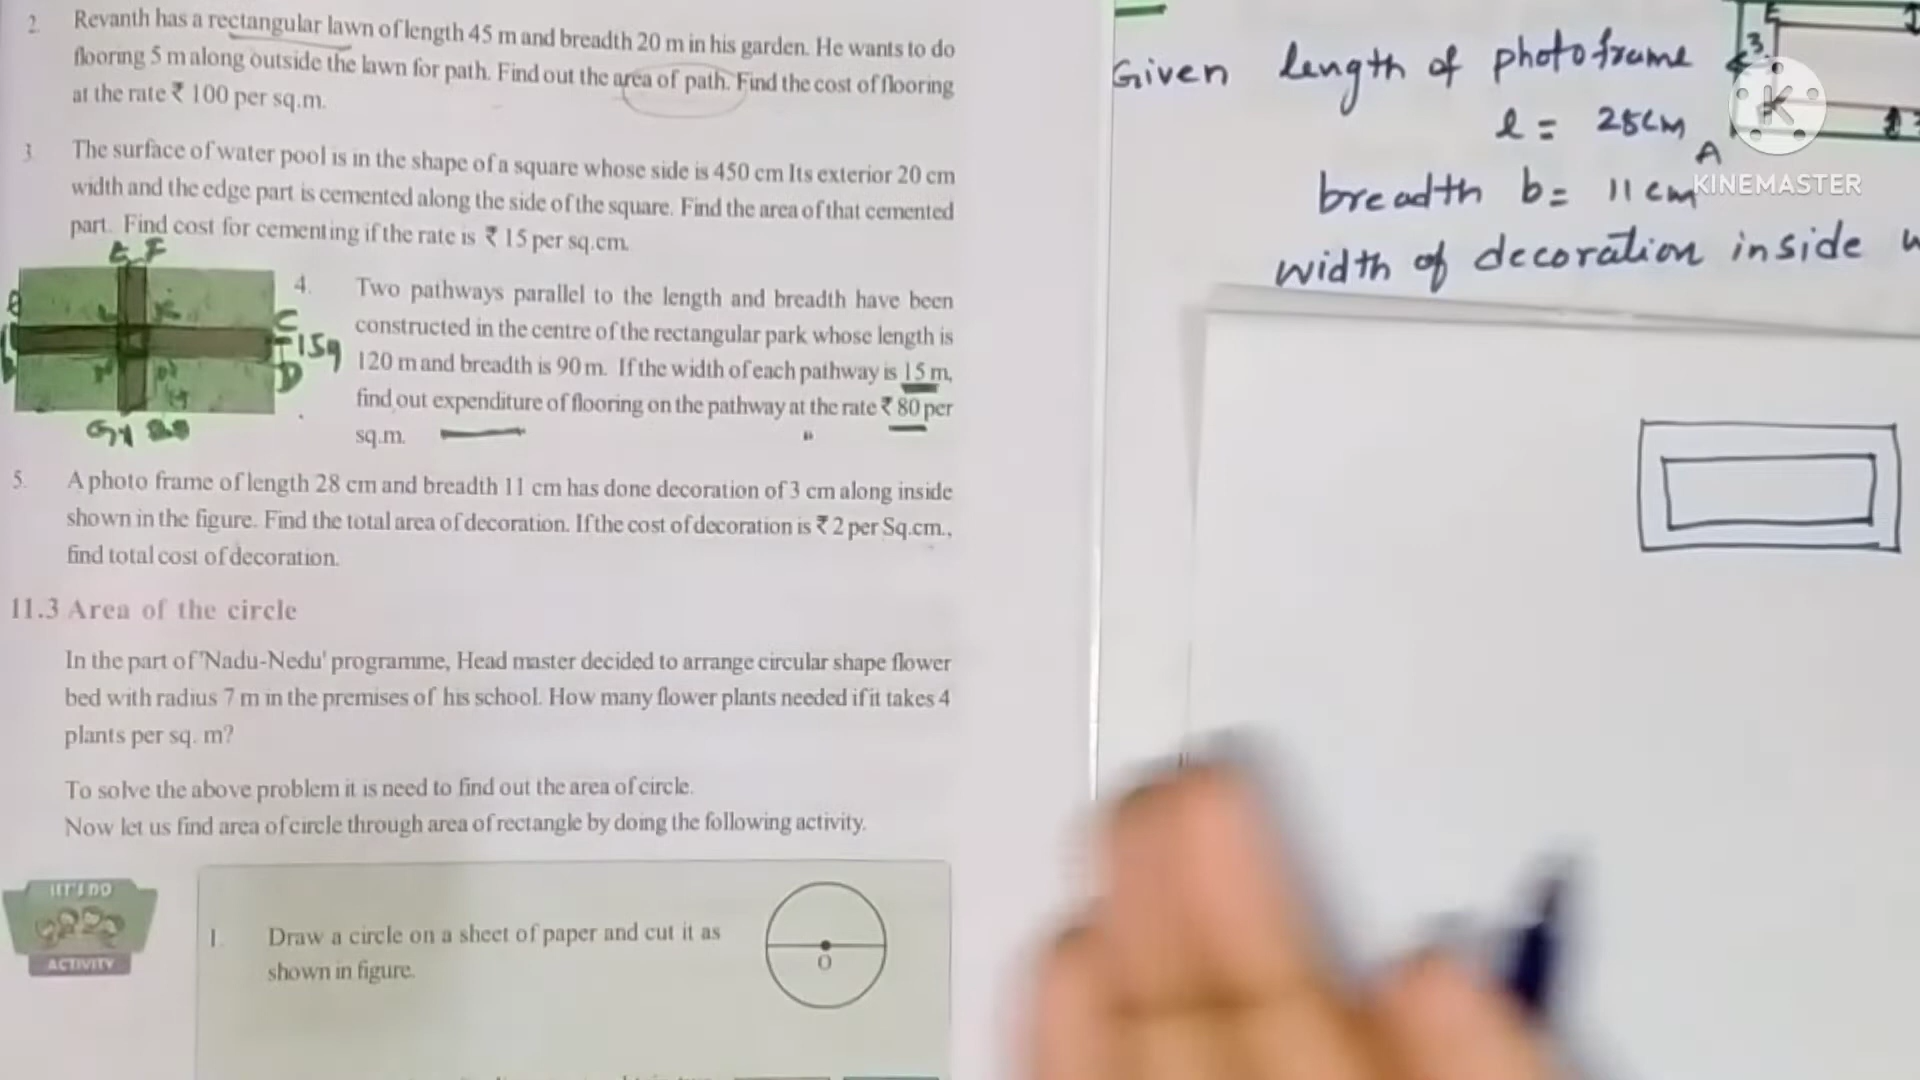 2. Revanth has a rectangular lawn of length 45 m and breadth 20 m in his garden. He wants to do
flooring 5 m along outside the lawn for path. Find out the area of path. Find the cost of flooring
at the rate ₹ 100 per sq.m.
3. The surface of water pool is in the shape of a square whose side is 450 cm Its exterior 20 cm
width and the edge part is cemented along the side of the square. Find the area of that cemented
part. Find cost for cementing if the rate is ₹ 15 per sq.cm.
E F
C
15
D
4. Two pathways parallel to the length and breadth have been
constructed in the centre of the rectangular park whose length is
120 m and breadth is 90 m. If the width of each pathway is 15 m,
find out expenditure of flooring on the pathway at the rate ₹ 80 per
sq.m.
5. A photo frame of length 28 cm and breadth 11 cm has done decoration of 3 cm along inside
shown in the figure. Find the total area of decoration. If the cost of decoration is ₹ 2 per Sq.cm.,
find total cost of decoration.
11.3 Area of the circle
In the part of 'Nadu-Nedu' programme, Head master decided to arrange circular shape flower
bed with radius 7 m in the premises of his school. How many flower plants needed if it takes 4
plants per sq. m?
To solve the above problem it is need to find out the area of circle.
Now let us find area of circle through area of rectangle by doing the following activity.
LET'S DO
ACTIVITY
1. Draw a circle on a sheet of paper and cut it as
shown in figure.
O
Given length of photoframe
l = 28cm
A
breadth b= 11cm
width of decoration inside
3
K
KINEMASTER